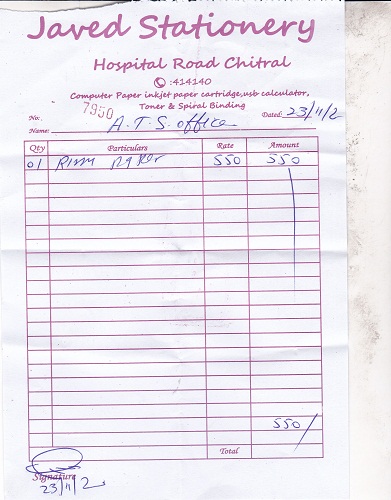 Javed Stationery
Hospital Road Chitral
:414140
Computer Paper inkjet paper cartridge,usb calculator,
Toner & Spiral Binding
No: 7950 Dated: 23/11/2
Name: A.T.S. office
Qty Particulars Rate Amount
01 Rim paper 550 550
550/
Total
Signature
23/11/2